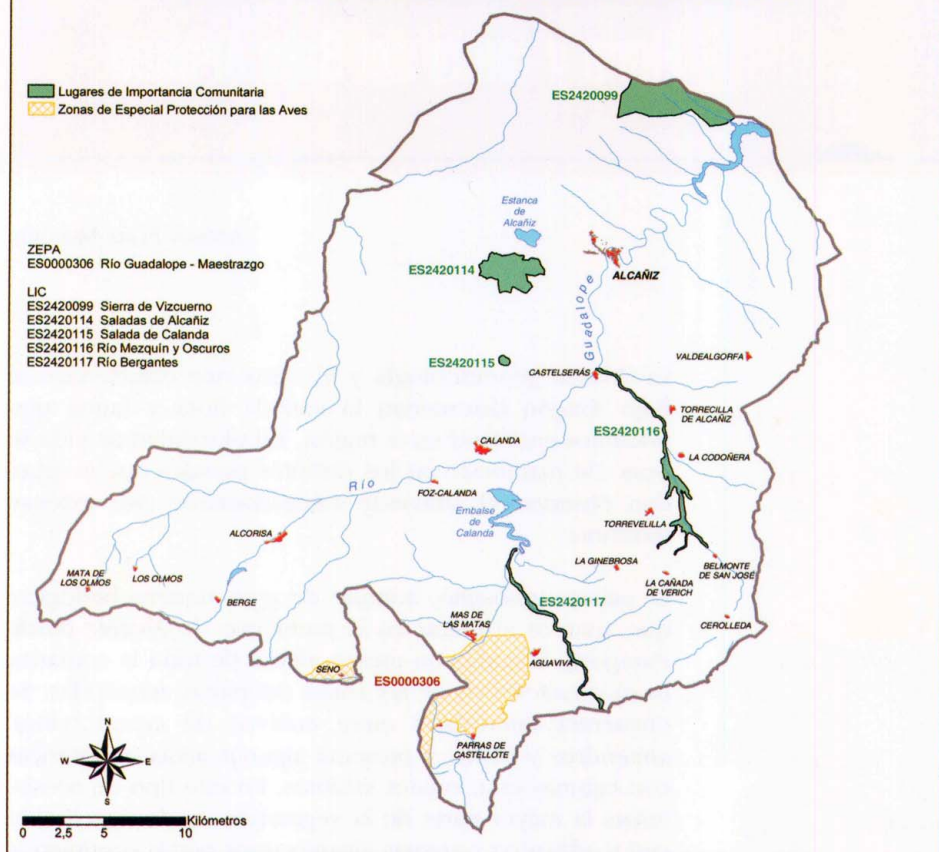 Lugares de Importancia Comunitaria
Zonas de Especial Protección para las Aves
ZEPA
ES0000306 Río Guadalope - Maestrazgo
LIC
ES2420099 Sierra de Vizcuerno
ES2420114 Saladas de Alcañiz
ES2420115 Salada de Calanda
ES2420116 Río Mezquín y Oscuros
ES2420117 Río Bergantes
ES2420099
Estanca
de
Alcañiz
ES2420114
ALCAÑIZ
Guadalope
ES2420115
CASTELSERÁS
VALDEALGORFA
TORRECILLA
DE ALCAÑIZ
ES2420116
LA CODOÑERA
CALANDA
Río
FOZ-CALANDA
Embalse
de
Calanda
TORREVELILLA
ALCORISA
LA GINEBROSA
BELMONTE
DE SAN JOSÉ
MATA DE
LOS OLMOS
LOS OLMOS
LA CAÑADA
DE VERICH
BERGE
ES2420117
CEROLLEDA
MAS DE
LAS MATAS
AGUAVIVA
SENO
ES0000306
PARRAS DE
CASTELLOTE
N
W
E
S
0 2,5 5 10 Kilómetros